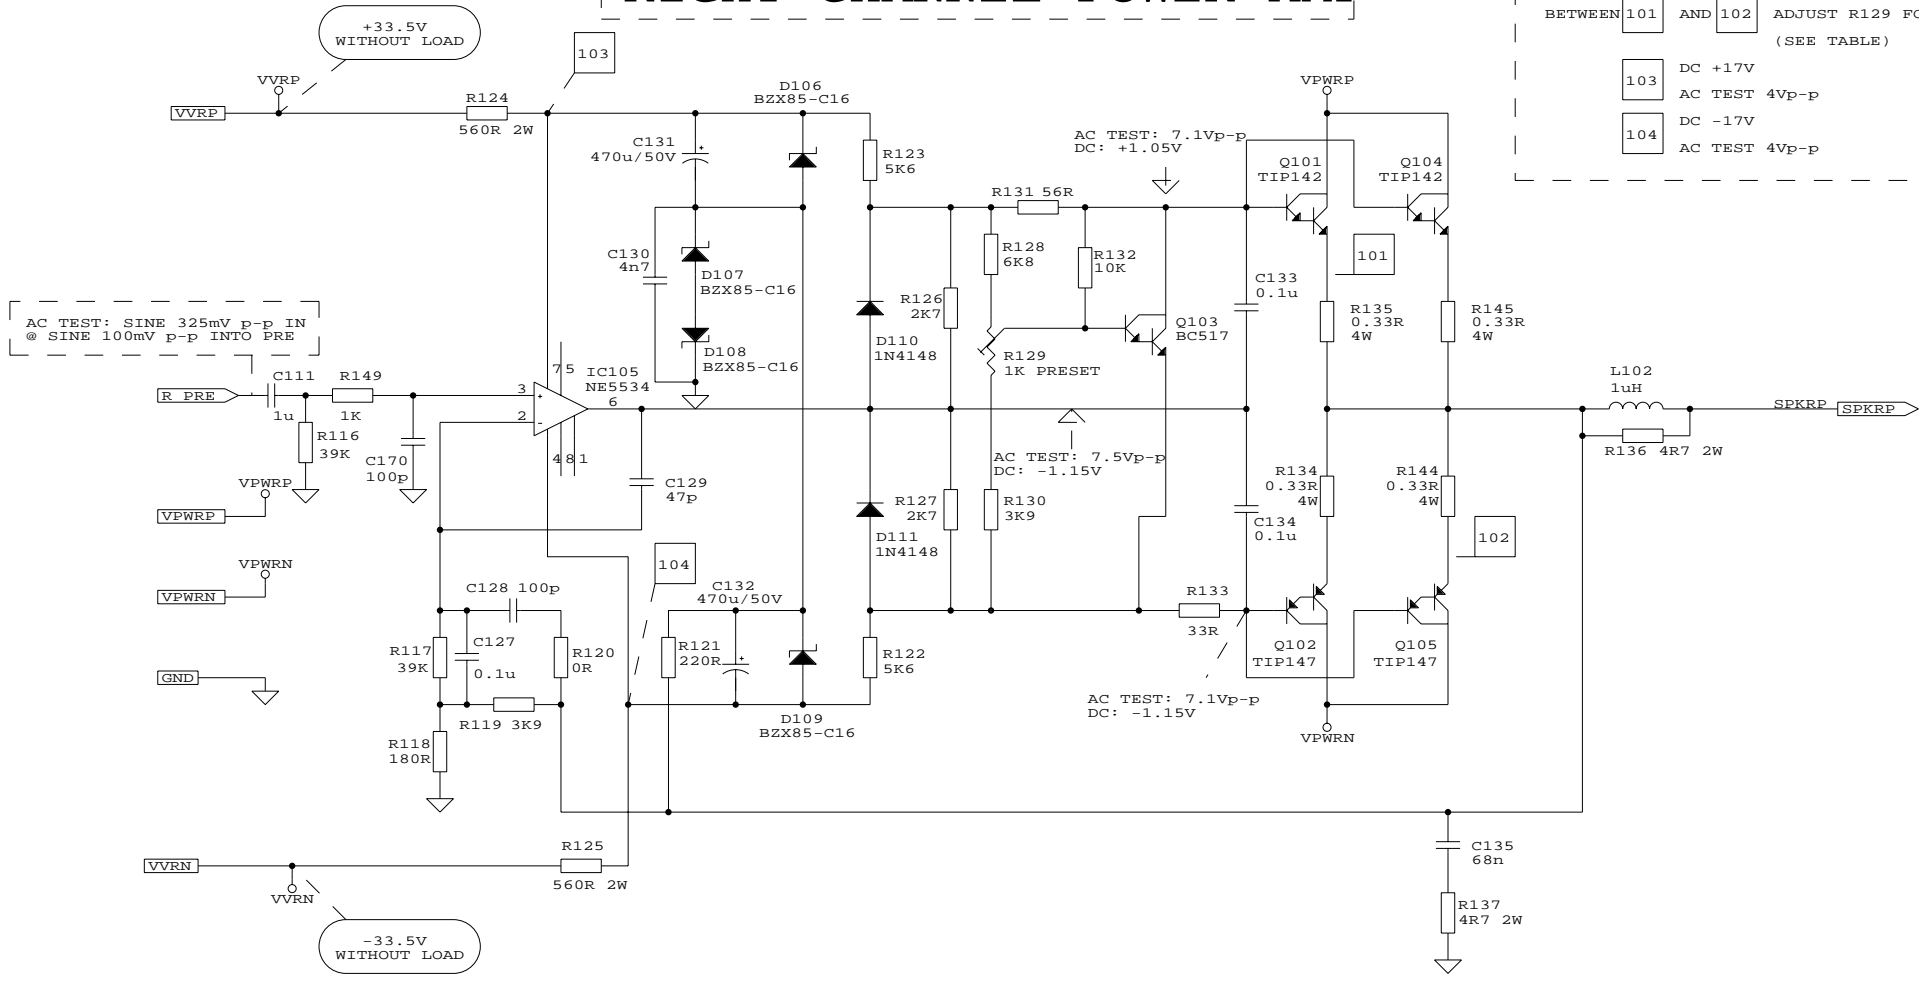 RIGHT CHANNEL POWER AMP
BETWEEN 101 AND 102 ADJUST R129 FO
(SEE TABLE)
103
DC +17V
AC TEST 4Vp-p
104
DC -17V
AC TEST 4Vp-p
+33.5V
WITHOUT LOAD
103
VVRP
VVRP
R124
560R 2W
D106
BZX85-C16
VPWRP
C131
470u/50V
+
R123
5K6
AC TEST: 7.1Vp-p
DC: +1.05V
Q101
TIP142
Q104
TIP142
R131 56R
C130
4n7
D107
BZX85-C16
R128
6K8
R132
10K
101
C133
0.1u
R126
2K7
R135
0.33R
4W
R145
0.33R
4W
AC TEST: SINE 325mV p-p IN
@ SINE 100mV p-p INTO PRE
D108
BZX85-C16
D110
1N4148
R129
1K PRESET
Q103
BC517
R PRE
C111
1u
R149
1K
3
+
2
-
7 5
IC105
NE5534
6
4 8 1
L102
1uH
SPKRP
SPKRP
R136 4R7 2W
R116
39K
C170
100p
C129
47p
AC TEST: 7.5Vp-p
DC: -1.15V
R134
0.33R
4W
R144
0.33R
4W
VPWRP
VPWRP
R127
2K7
R130
3K9
D111
1N4148
C134
0.1u
102
VPWRN
VPWRN
104
C128 100p
C132
470u/50V
+
R133
33R
R117
39K
C127
0.1u
R120
0R
R121
220R
R122
5K6
Q102
TIP147
Q105
TIP147
GND
R119 3K9
D109
BZX85-C16
AC TEST: 7.1Vp-p
DC: -1.15V
VPWRN
R118
180R
R125
560R 2W
VVRN
VVRN
C135
68n
R137
4R7 2W
-33.5V
WITHOUT LOAD